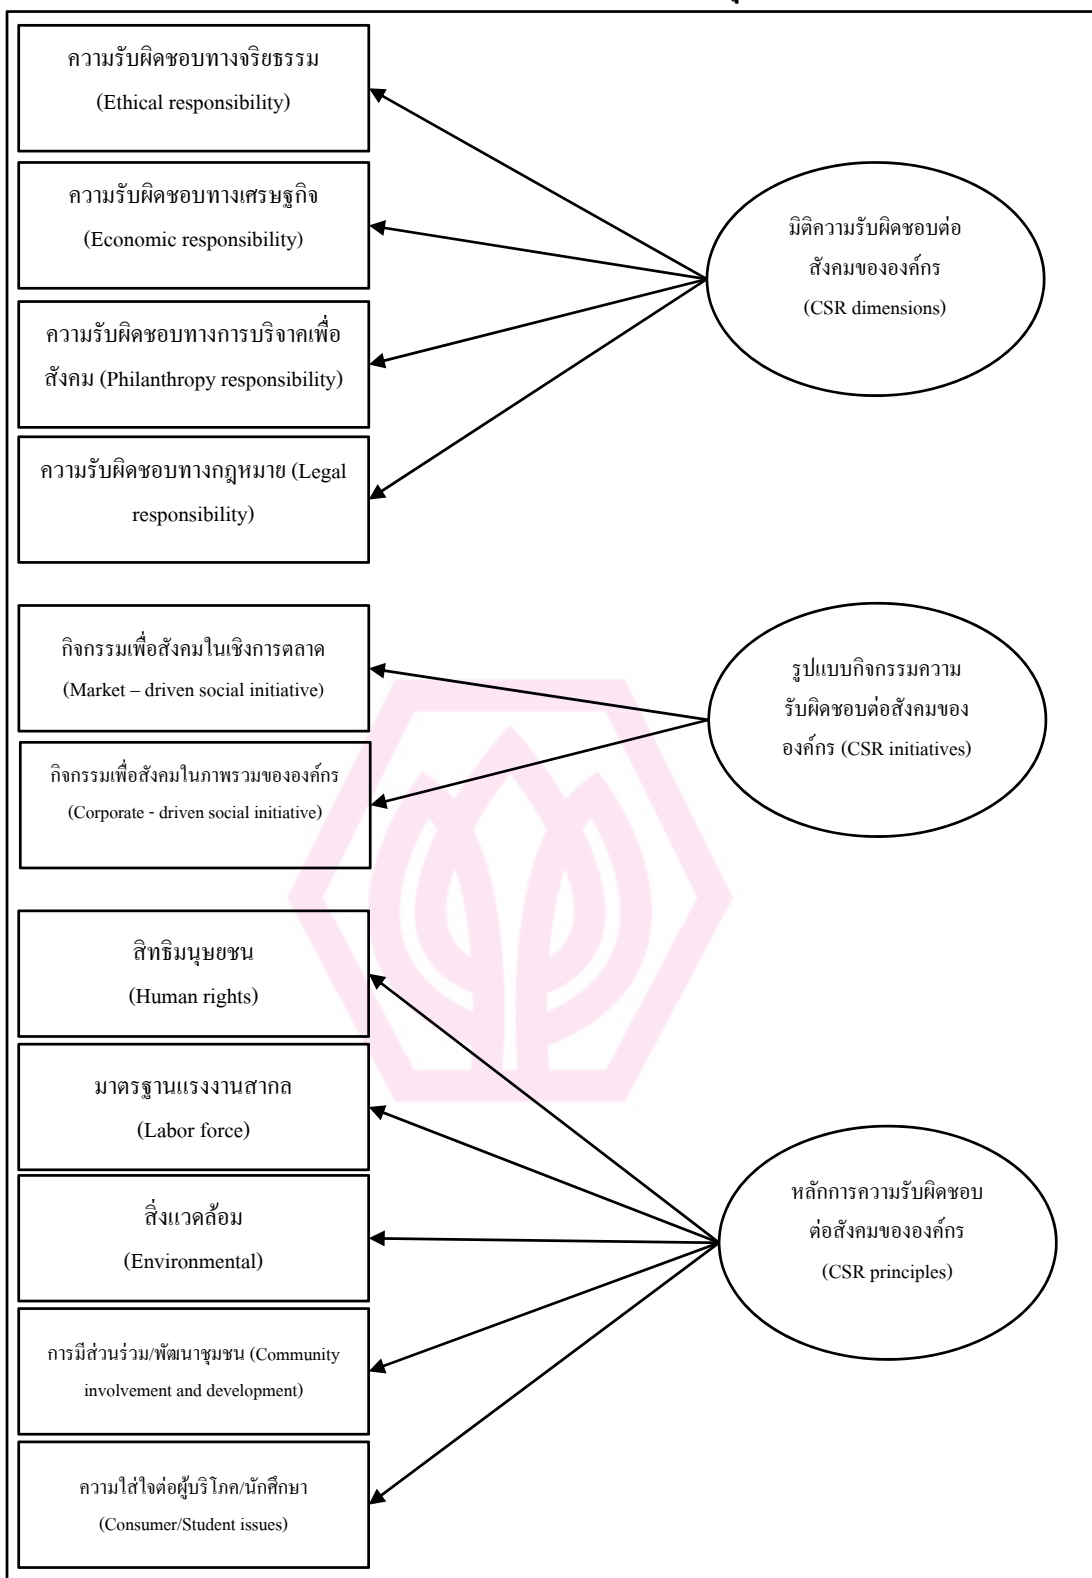 ความรับผิดชอบทางจริยธรรม
(Ethical responsibility)
ความรับผิดชอบทางเศรษฐกิจ
(Economic responsibility)
ความรับผิดชอบทางการบริจาคเพื่อ
สังคม (Philanthropy responsibility)
ความรับผิดชอบทางกฎหมาย (Legal
responsibility)
มิติความรับผิดชอบต่อ
สังคมขององค์กร
(CSR dimensions)
กิจกรรมเพื่อสังคมในเชิงการตลาด
(Market – driven social initiative)
กิจกรรมเพื่อสังคมในภาพรวมขององค์กร
(Corporate - driven social initiative)
รูปแบบกิจกรรมความ
รับผิดชอบต่อสังคมของ
องค์กร (CSR initiatives)
สิทธิมนุษยชน
(Human rights)
มาตรฐานแรงงานสากล
(Labor force)
สิ่งแวดล้อม
(Environmental)
การมีส่วนร่วม/พัฒนาชุมชน (Community
involvement and development)
ความใส่ใจต่อผู้บริโภค/นักศึกษา
(Consumer/Student issues)
หลักการความรับผิดชอบ
ต่อสังคมขององค์กร
(CSR principles)